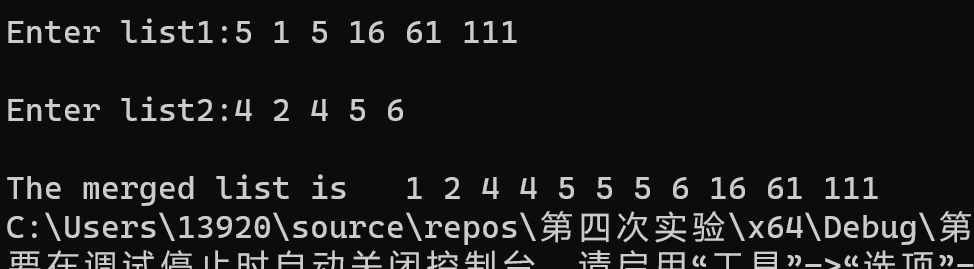 Enter list1:5 1 5 16 61 111
Enter list2:4 2 4 5 6
The merged list is   1 2 4 4 5 5 5 6 16 61 111
C:\Users\13920\source\repos\第四次实验\x64\Debug\第
要在调试停止时自动关闭控制台，请启用“工具”->“选项”-